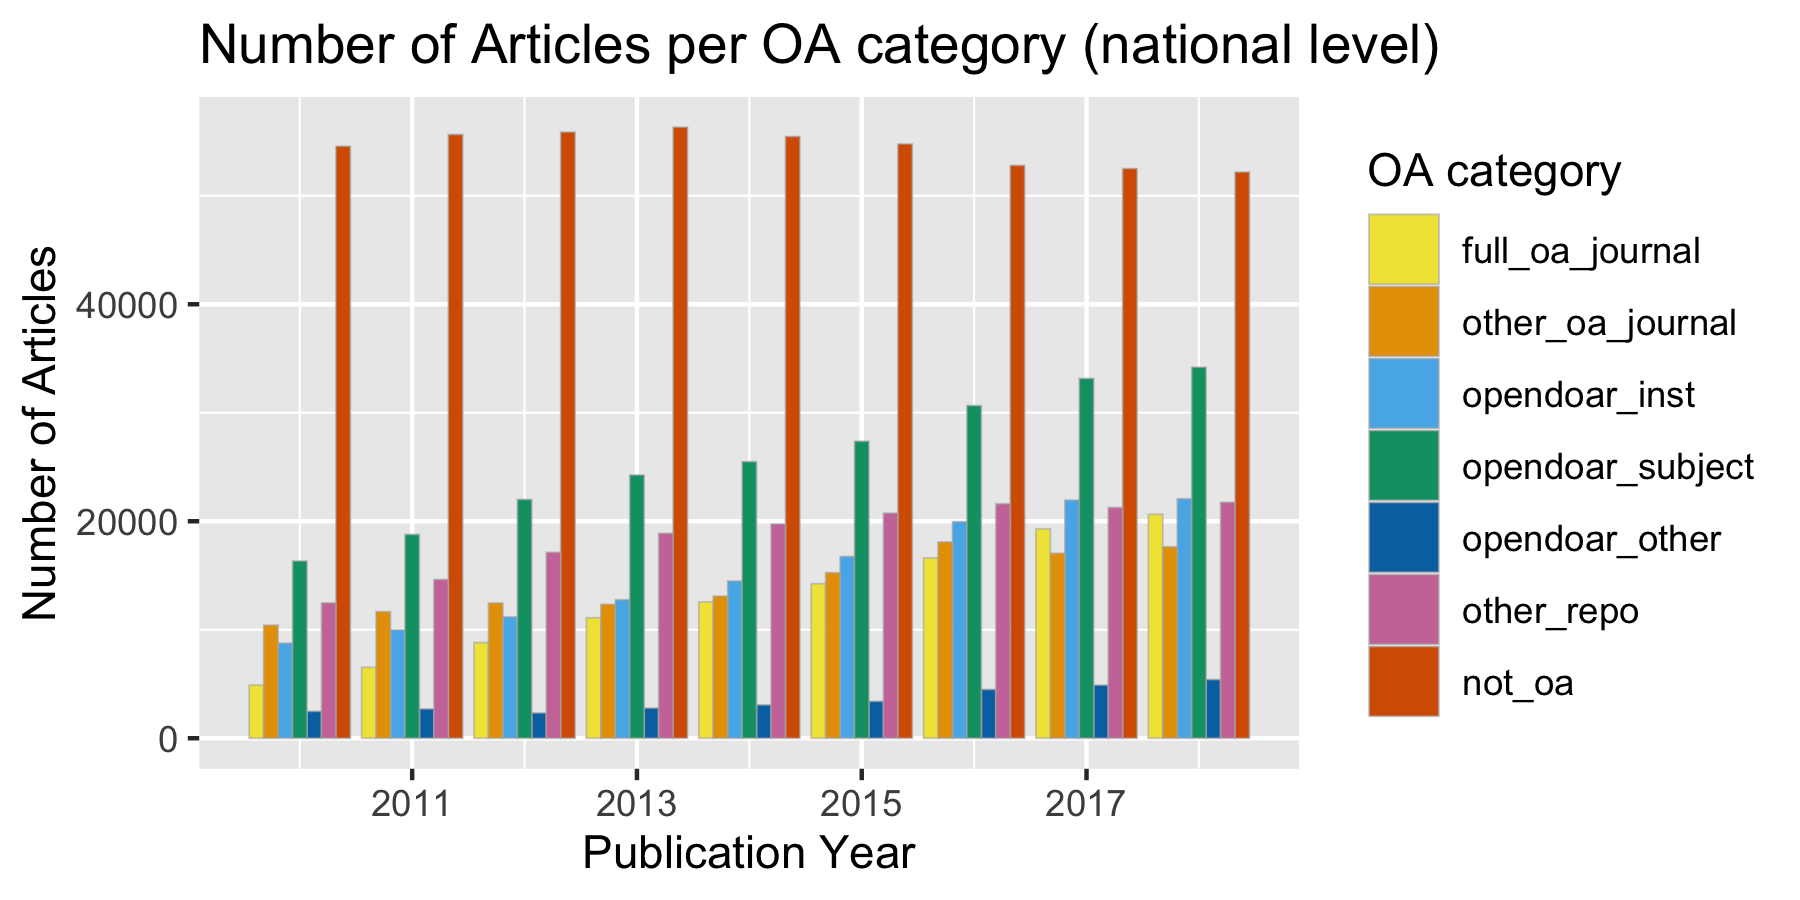 Number of Articles per OA category (national level)
Number of Articles
40000
20000
0
2011 2013 2015 2017
Publication Year
OA category
full_oa_journal
other_oa_journal
opendoar_inst
opendoar_subject
opendoar_other
other_repo
not_oa